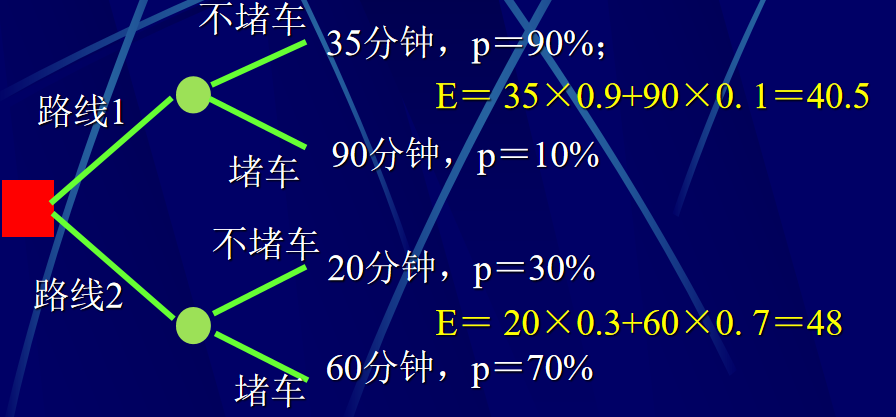 不堵车
35分钟，p＝90%；
E＝ 35×0.9+90×0. 1＝40.5
路线1
堵车
90分钟，p＝10%
不堵车
20分钟，p＝30%
路线2
E＝ 20×0.3+60×0. 7＝48
堵车
60分钟，p＝70%